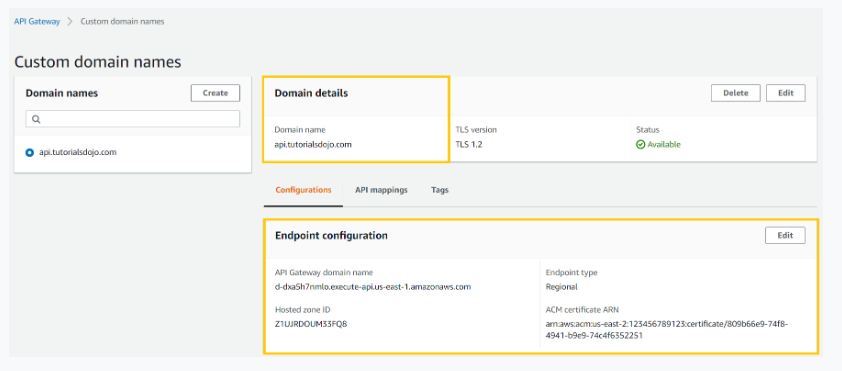 API Gateway > Custom domain names
Custom domain names
Domain names
Create
api.tutorialsdojo.com
Domain details
Delete
Edit
Domain name
api.tutorialsdojo.com
TLS version
TLS 1.2
Status
Available
Configurations
API mappings
Tags
Endpoint configuration
Edit
API Gateway domain name
d-dxa5h7nmlo.execute-api.us-east-1.amazonaws.com
Hosted zone ID
Z1UJRDOUM33FQ8
Endpoint type
Regional
ACM certificate ARN
arn:aws:acm:us-east-2:123456789123:certificate/809b66e9-74f8-
4941-b9e9-74c4f6352251